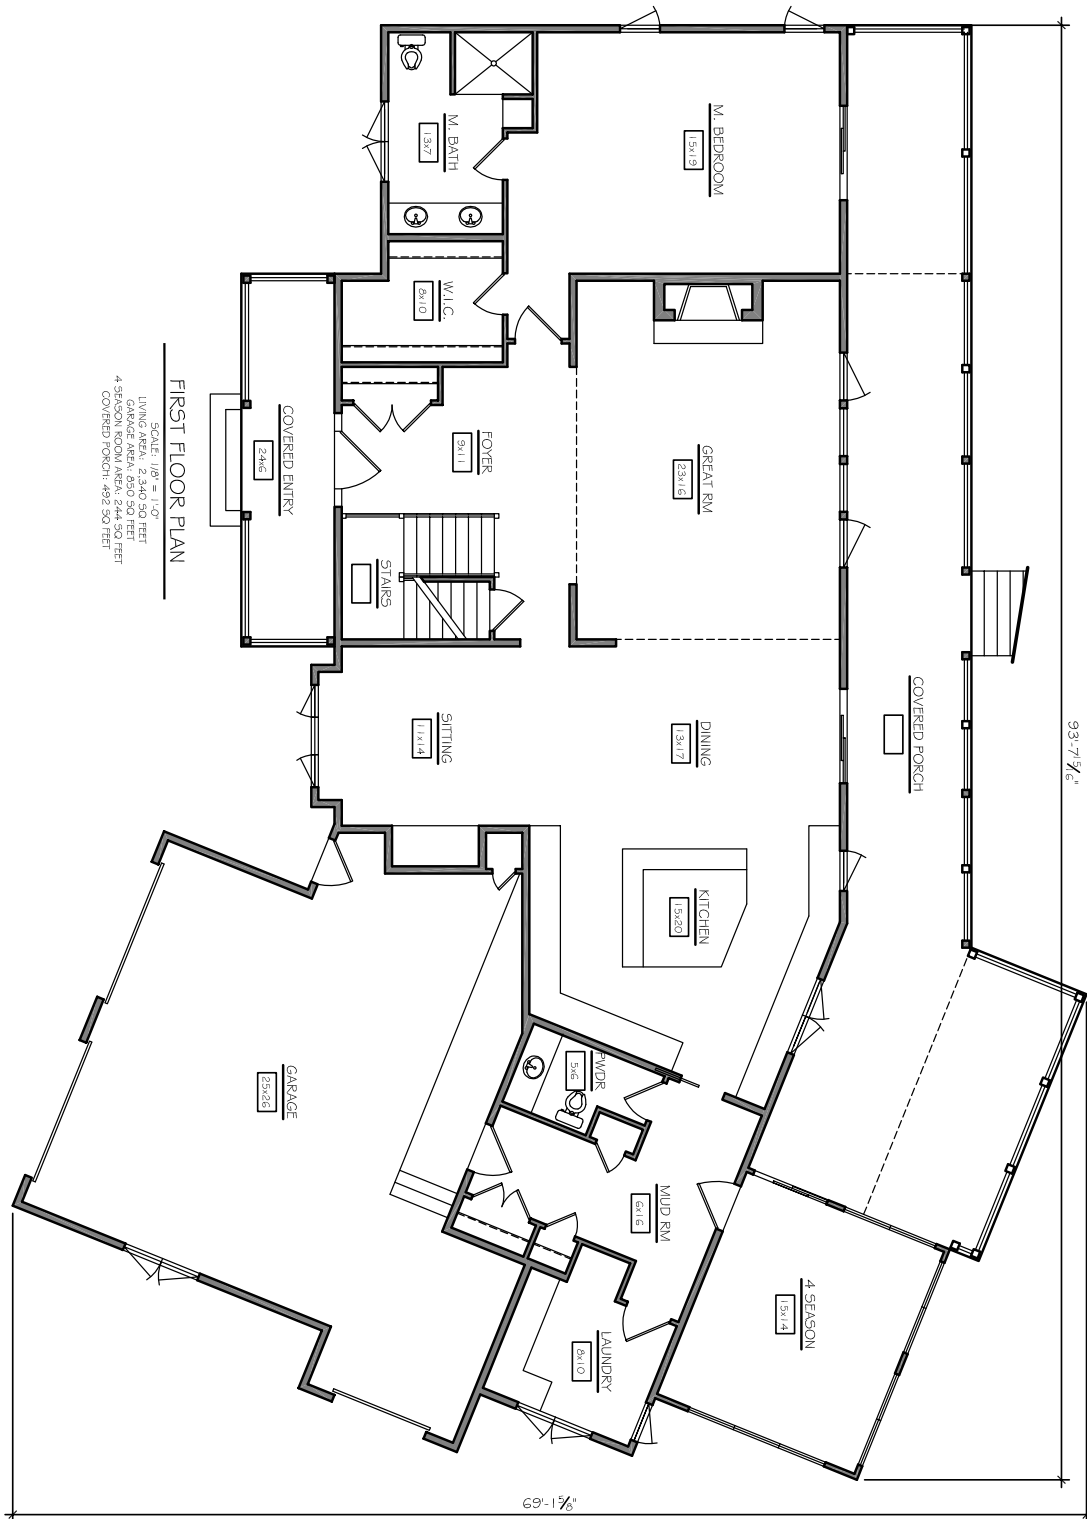 M. BATH
13x7
M. BEDROOM
15x19
W.I.C.
8x10
FOYER
9x11
GREAT RM
23x16
COVERED ENTRY
24x6
STAIRS
COVERED PORCH
SITTING
11x14
DINING
13x17
KITCHEN
15x20
PWDR
5x6
GARAGE
25x26
MUD RM
6x16
LAUNDRY
8x10
4 SEASON
15x14
FIRST FLOOR PLAN
SCALE: 1/8" = 1'-0"
LIVING AREA: 2,340 SQ FEET
GARAGE AREA: 850 SQ FEET
4 SEASON ROOM AREA: 244 SQ FEET
COVERED PORCH: 492 SQ FEET
93'-7 15/16"
69'-1 5/8"